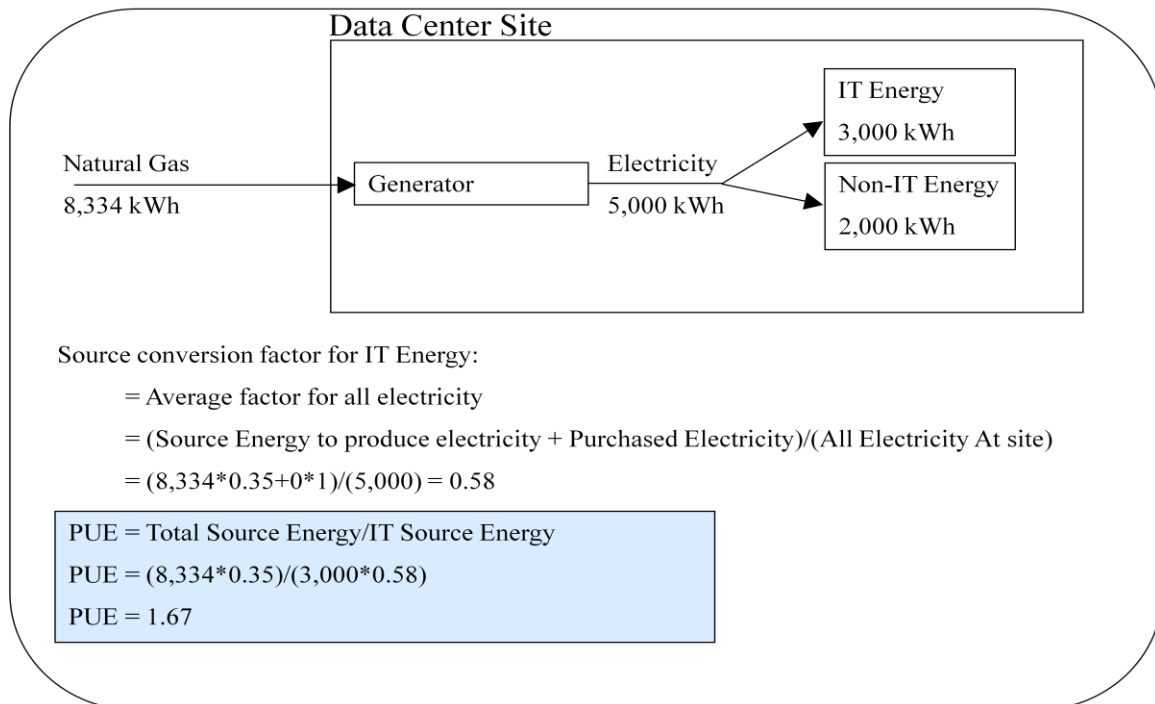 Data Center Site
IT Energy
3,000 kWh
Natural Gas
8,334 kWh
Generator
Electricity
5,000 kWh
Non-IT Energy
2,000 kWh
Source conversion factor for IT Energy:
= Average factor for all electricity
= (Source Energy to produce electricity + Purchased Electricity)/(All Electricity At site)
= (8,334*0.35+0*1)/(5,000) = 0.58
PUE = Total Source Energy/IT Source Energy
PUE = (8,334*0.35)/(3,000*0.58)
PUE = 1.67